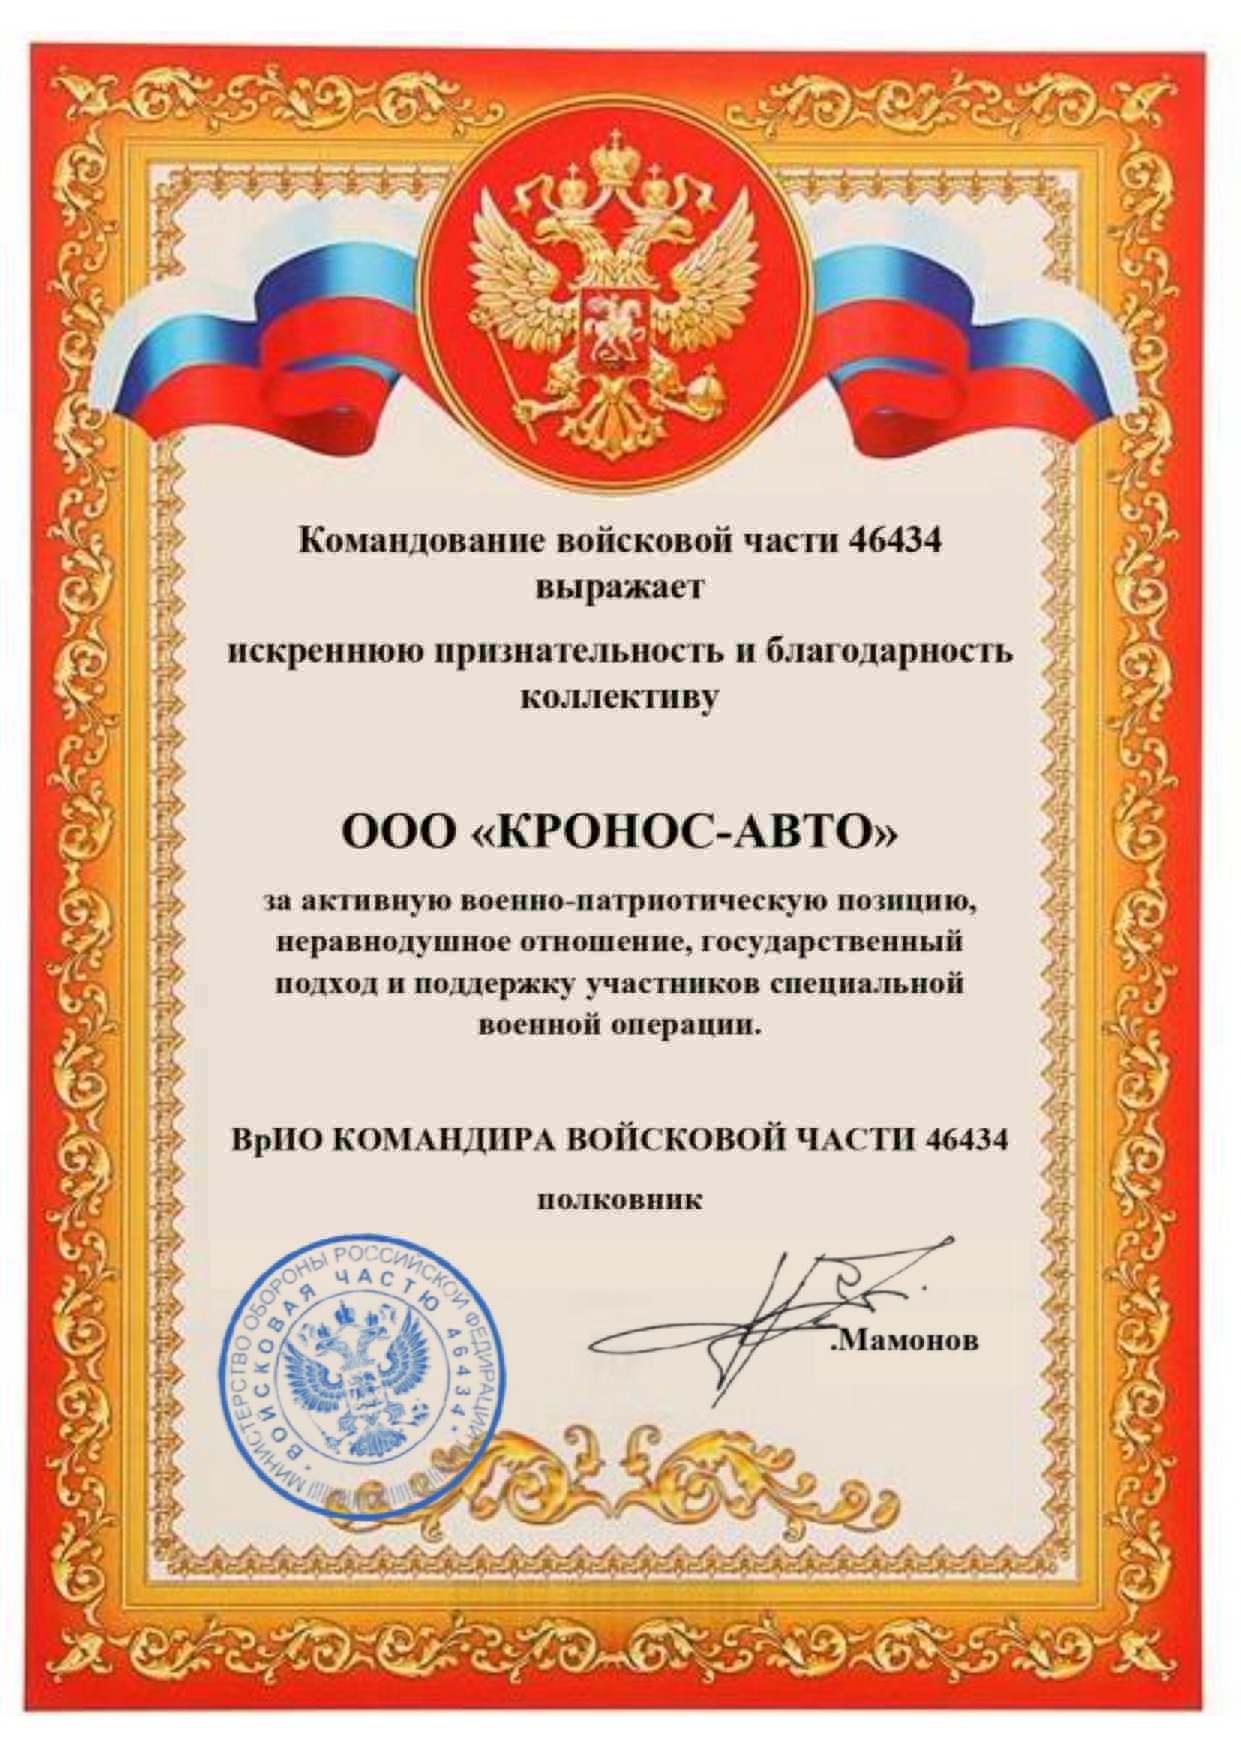 Командование войсковой части 46434
выражает
искреннюю признательность и благодарность
коллективу
ООО «КРОНОС-АВТО»
за активную военно-патриотическую позицию,
неравнодушное отношение, государственный
подход и поддержку участников специальной
военной операции.
ВрИО КОМАНДИРА ВОЙСКОВОЙ ЧАСТИ 46434
полковник
.Мамонов
МИНИСТЕРСТВО ОБОРОНЫ РОССИЙСКОЙ ФЕДИРАЦИИ
* ВОЙСКОВАЯ ЧАСТЮ 46434 *